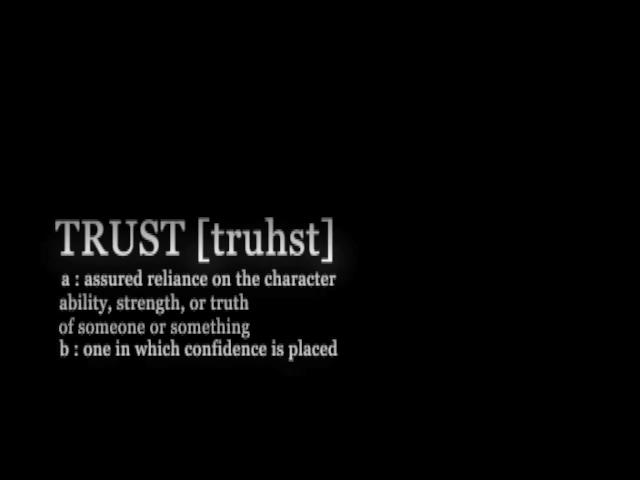 TRUST [truhst]
a : assured reliance on the character
ability, strength, or truth
of someone or something
b : one in which confidence is placed